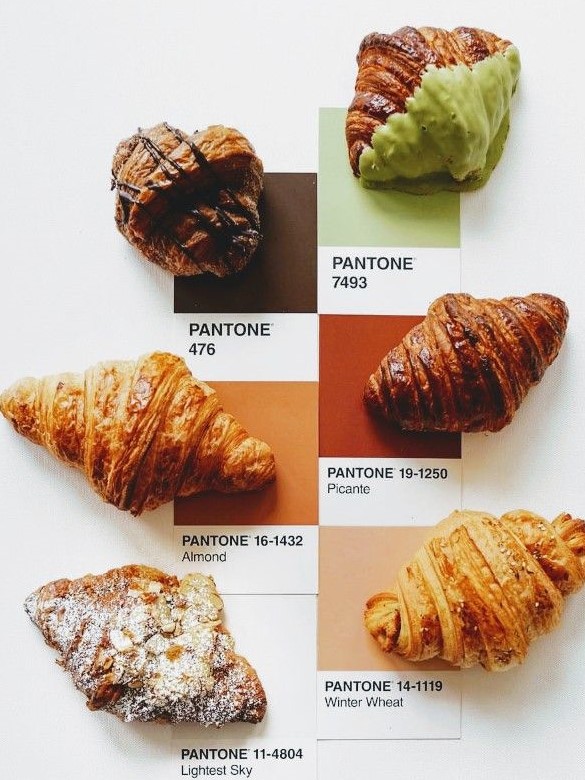 PANTONE®
7493
PANTONE®
476
PANTONE® 19-1250
Picante
PANTONE® 16-1432
Almond
PANTONE® 14-1119
Winter Wheat
PANTONE® 11-4804
Lightest Sky